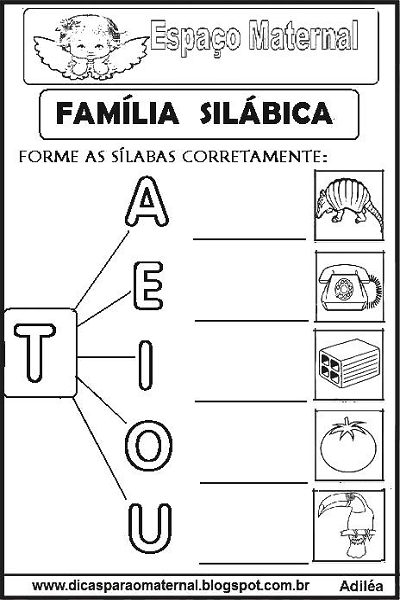 Espaço Maternal
FAMÍLIA SILÁBICA
FORME AS SÍLABAS CORRETAMENTE:
A
E
T
I
O
U
www.dicasparaomaternal.blogspot.com.br Adiléa